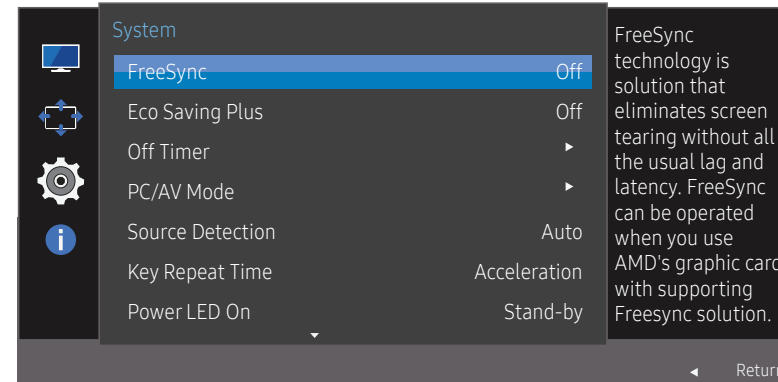 System
FreeSync Off
Eco Saving Plus Off
Off Timer
PC/AV Mode
Source Detection Auto
Key Repeat Time Acceleration
Power LED On Stand-by
FreeSync
technology is
solution that
eliminates screen
tearing without all
the usual lag and
latency. FreeSync
can be operated
when you use
AMD's graphic card
with supporting
Freesync solution.
Return